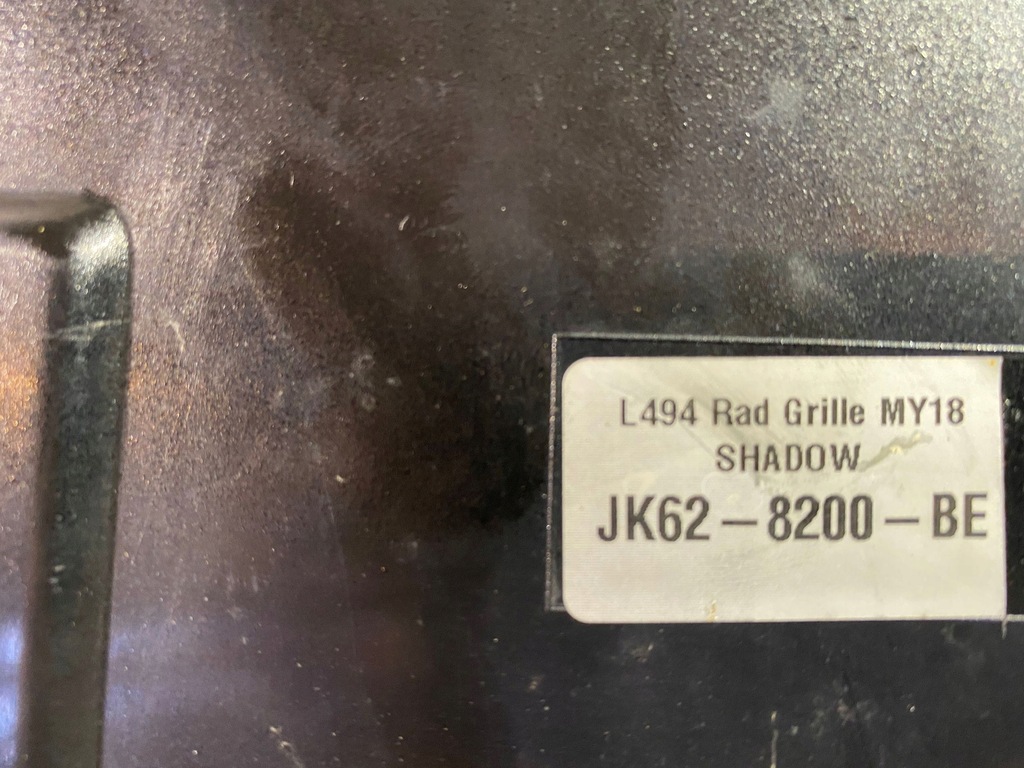 L494 Rad Grille MY18
SHADOW
JK62-8200-BE